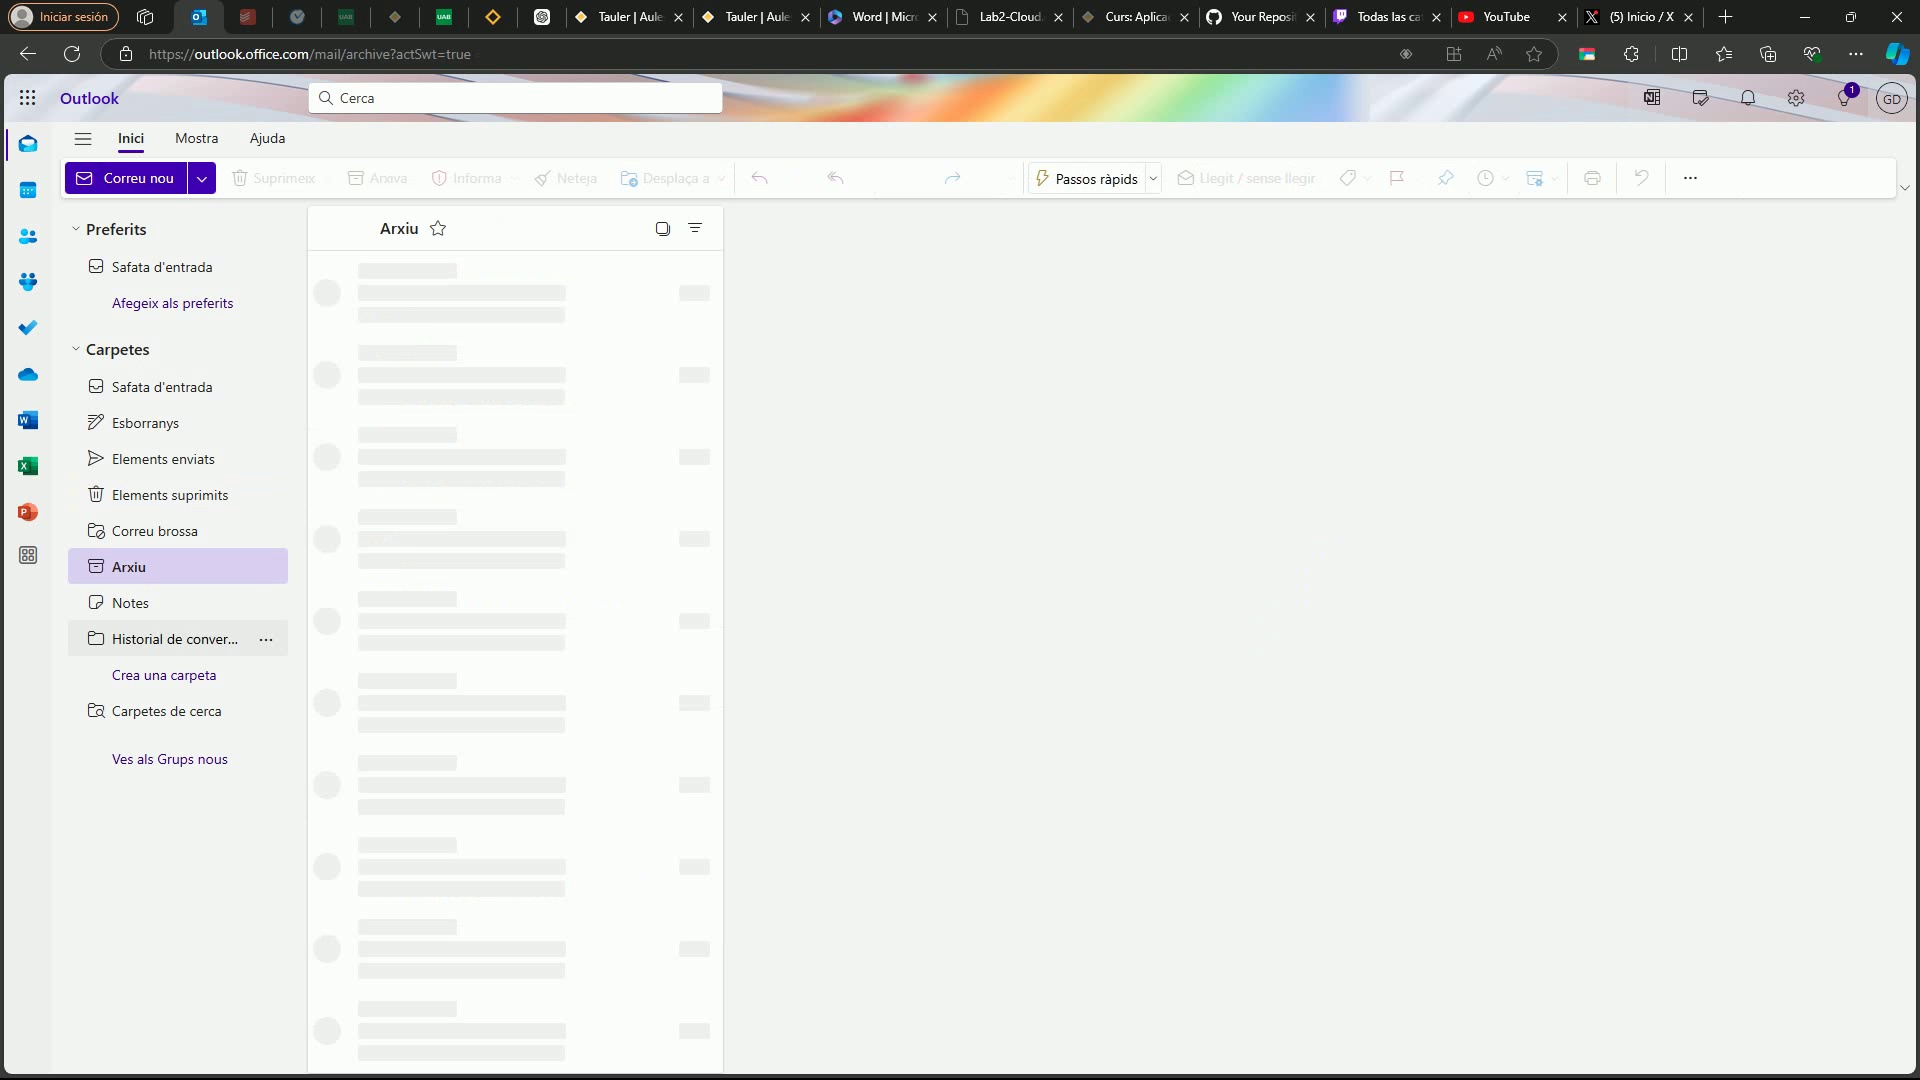 Iniciar sesión
UAB
UAB
Tauler | Aule
Tauler | Aule
Word | Micr
Lab2-Cloud.
Curs: Aplica
Your Reposit
Todas las ca
YouTube
(5) Inicio / X
https://outlook.office.com/mail/archive?actSwt=true
Outlook
Cerca
1
GD
Inici
Mostra
Ajuda
Correu nou
Suprimeix
Arxiva
Informa
Neteja
Desplaça a
Passos ràpids
Llegit / sense llegir
Preferits
Safata d'entrada
Afegeix als preferits
Carpetes
Safata d'entrada
Esborranys
Elements enviats
Elements suprimits
Correu brossa
Arxiu
Notes
Historial de conver...
Crea una carpeta
Carpetes de cerca
Ves als Grups nous
Arxiu